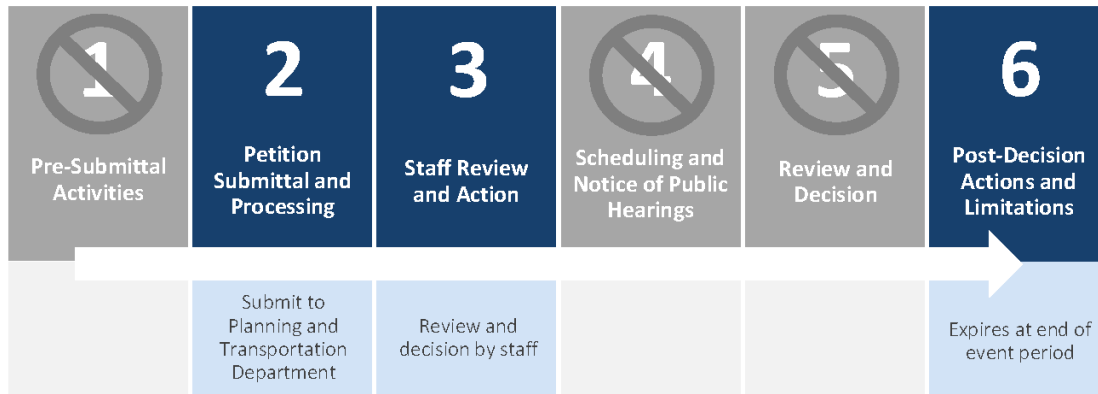 1
Pre-Submittal
Activities
2
Petition
Submittal and
Processing
3
Staff Review
and Action
4
Scheduling and
Notice of Public
Hearings
5
Review and
Decision
6
Post-Decision
Actions and
Limitations
Submit to
Planning and
Transportation
Department
Review and
decision by staff
Expires at end of
event period